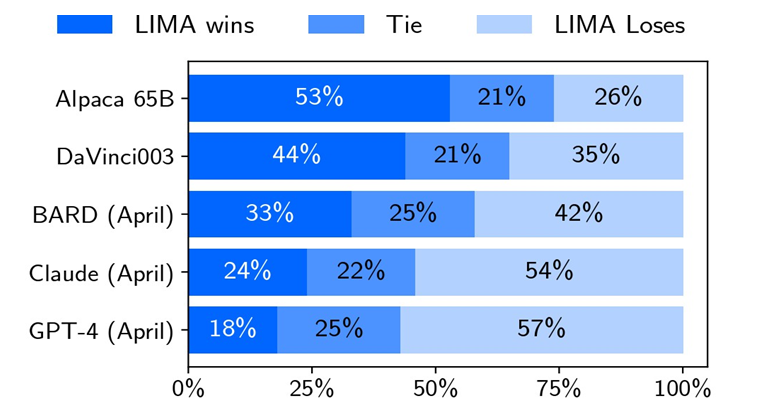 LIMA wins Tie LIMA Loses
Alpaca 65B 53% 21% 26%
DaVinci003 44% 21% 35%
BARD (April) 33% 25% 42%
Claude (April) 24% 22% 54%
GPT-4 (April) 18% 25% 57%
0% 25% 50% 75% 100%